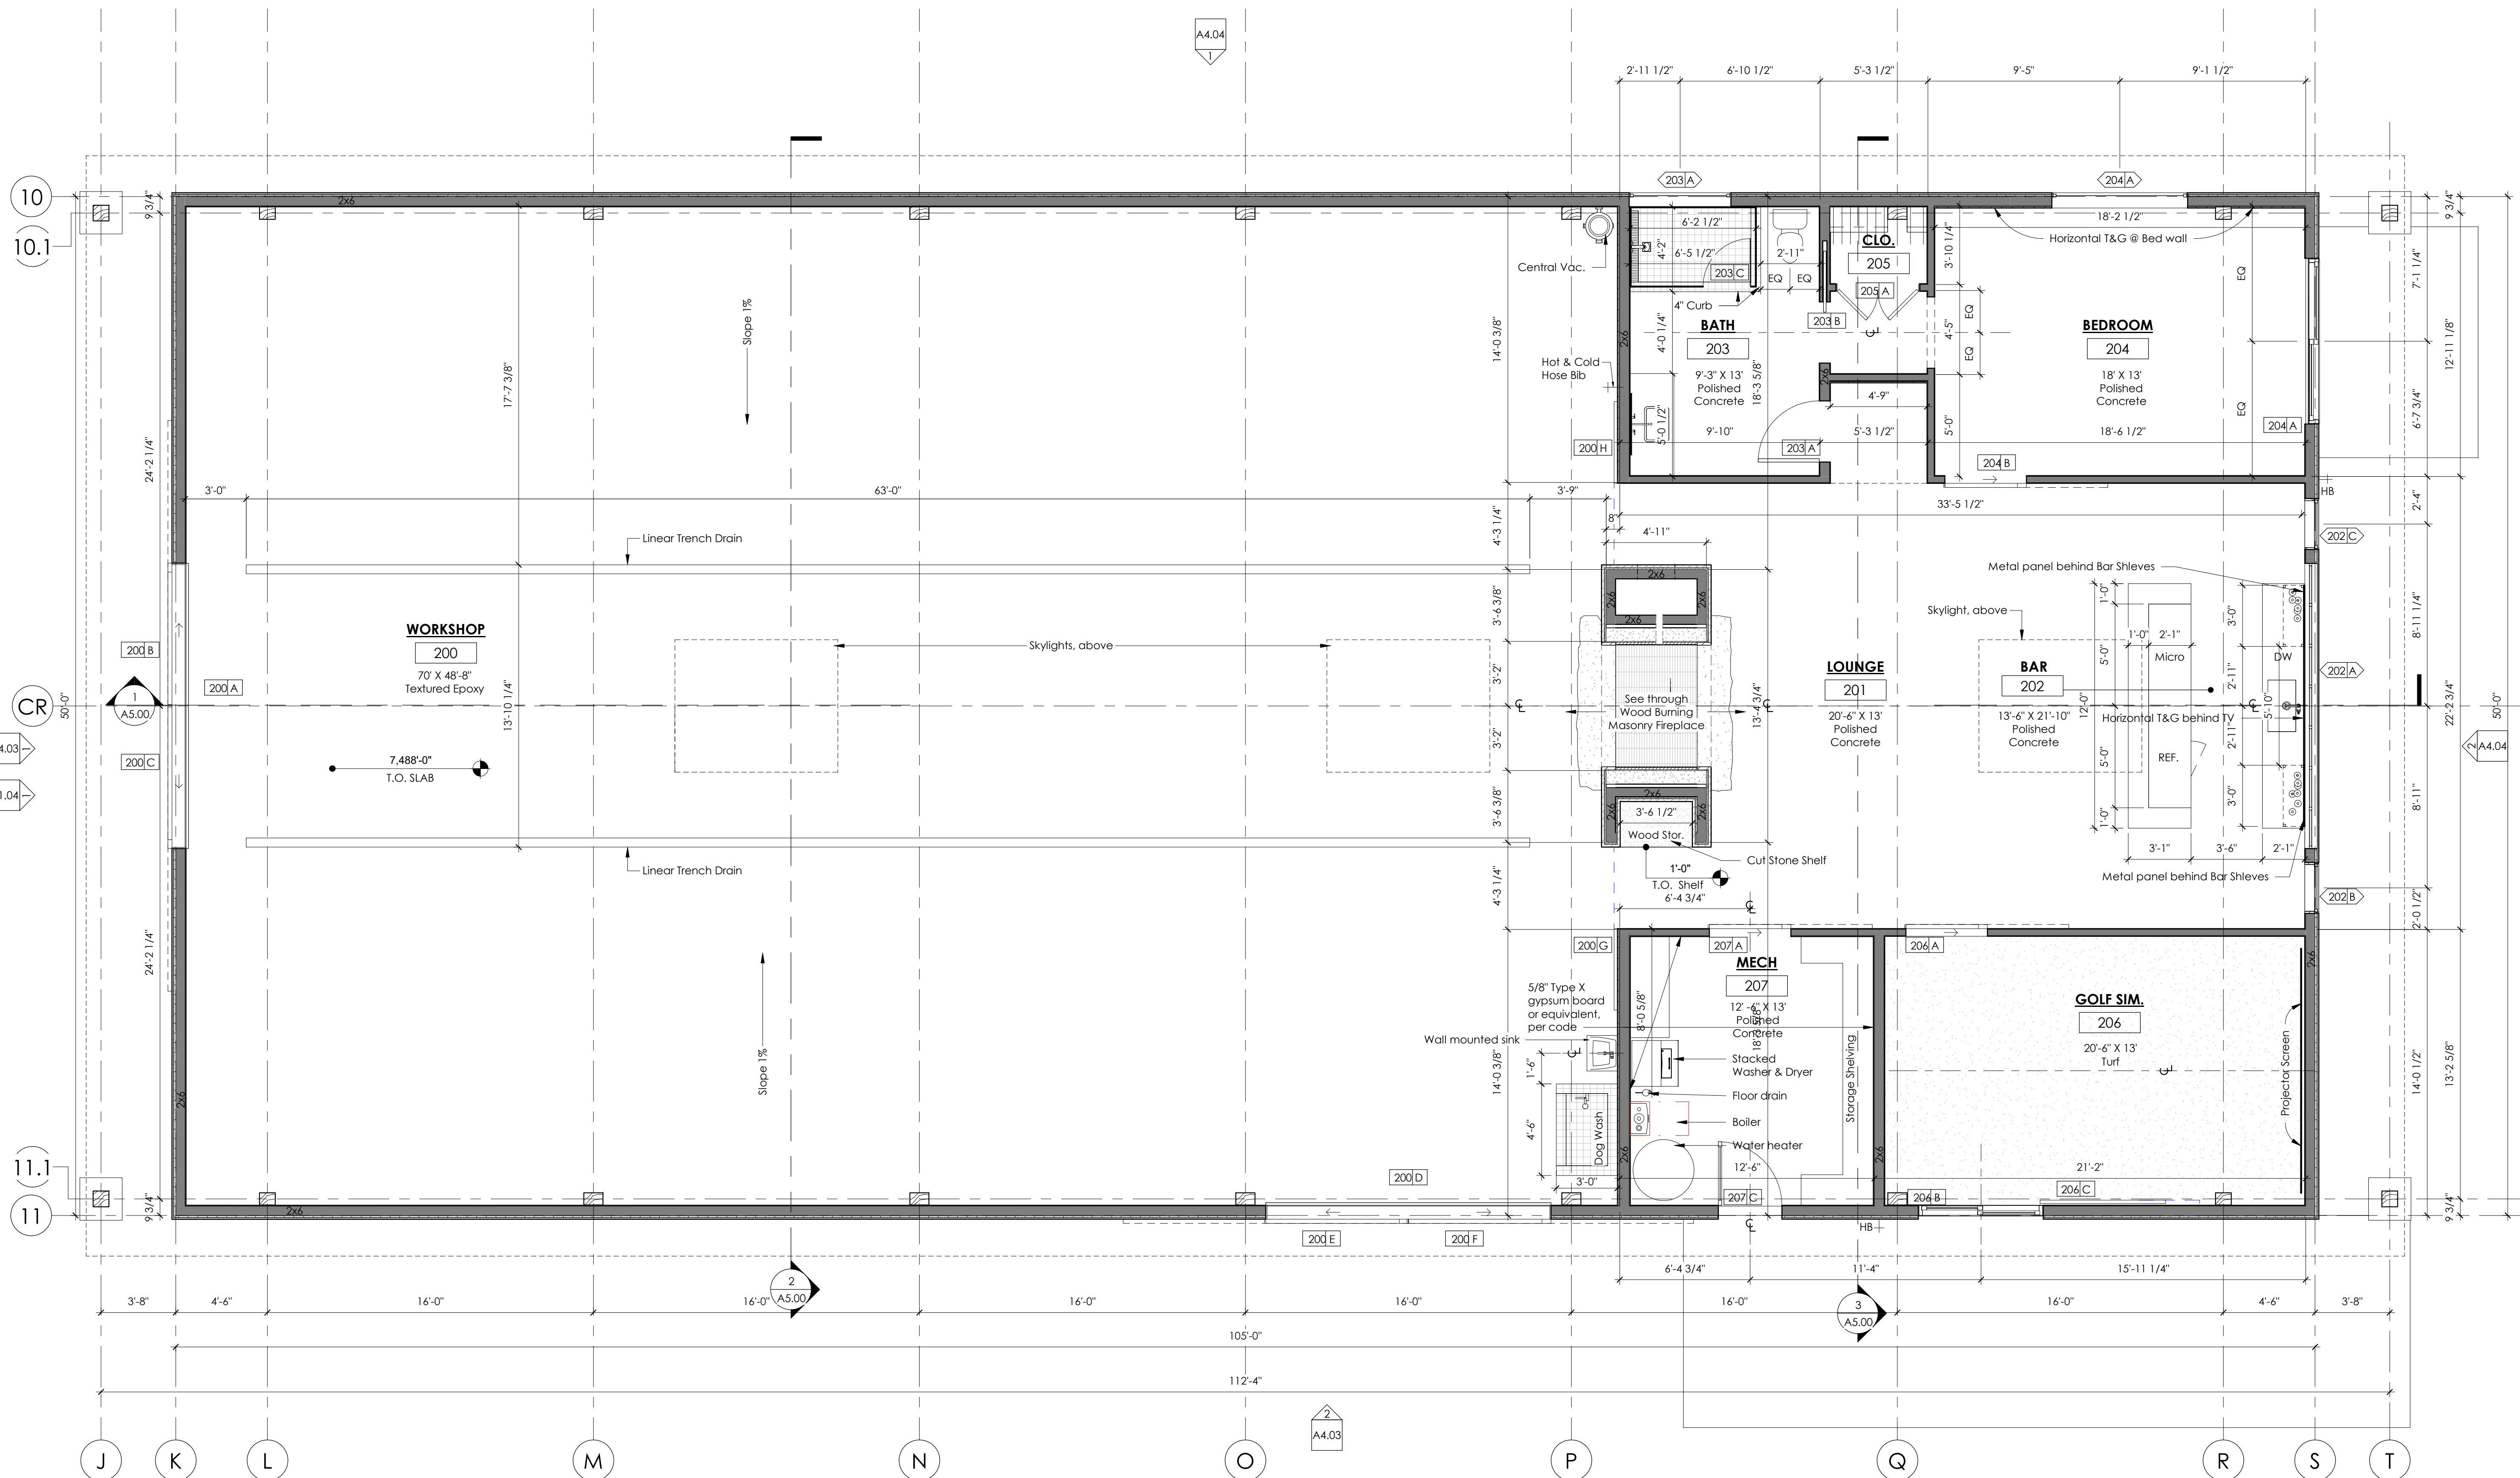 A4.04
1
2'-11 1/2"
6'-10 1/2"
5'-3 1/2"
9'-5"
9'-1 1/2"
10
10.1
9 3/4"
2x6
203 A
204 A
9 3/4"
6'-2 1/2"
4'-2"
6'-5 1/2"
2'-11"
203 C
EQ
EQ
4" Curb
Central Vac.
CLO.
205
205 A
3'-10 1/4"
18'-2 1/2"
Horizontal T&G @ Bed wall
EQ
7'-1 1/4"
12'-11 1/8"
Slope 1%
14'-0 3/8"
17'-7 3/8"
2x6
BATH
203
9'-3" X 13'
Polished
Concrete
4'-0 1/4"
18'-3 5/8"
203 B
4'-5"
EQ
EQ
BEDROOM
204
18' X 13'
Polished
Concrete
Hot & Cold
Hose Bib
2x6
4'-9"
EQ
6'-7 3/4"
24'-2 1/4"
200 H
5'-0 1/2"
9'-10"
203 A
5'-3 1/2"
5'-0"
18'-6 1/2"
204 A
204 B
HB
3'-0"
63'-0"
3'-9"
33'-5 1/2"
2'-4"
8"
4'-11"
4'-3 1/4"
Linear Trench Drain
202 C
2x6
2x6
2x6
2x6
3'-6 3/8"
Metal panel behind Bar Shleves
Skylight, above
1'-0"
3'-0"
8'-11 1/4"
WORKSHOP
200
70' X 48'-8"
Textured Epoxy
Skylights, above
1'-0"
2'-1"
Micro
DW
200 B
200 A
3'-2"
LOUNGE
201
20'-6" X 13'
Polished
Concrete
BAR
202
13'-6" X 21'-10"
Polished
Concrete
5'-0"
2'-11"
202 A
1
A5.00
CR
50'-0"
13'-10 1/4"
See through
Wood Burning
Masonry Fireplace
13'-4 3/4"
12'-0"
Horizontal T&G behind TV
5'-10"
22'-2 3/4"
50'-0"
4.03
1
200 C
7,488'-0"
T.O. SLAB
3'-2"
5'-0"
2'-11"
REF.
2
A4.04
1.04
2x6
2x6
2x6
3'-6 1/2"
3'-6 3/8"
1'-0"
3'-0"
8'-11"
Wood Stor.
Cut Stone Shelf
3'-1"
3'-6"
2'-1"
Linear Trench Drain
1'-0"
T.O. Shelf
6'-4 3/4"
Metal panel behind Bar Shleves
4'-3 1/4"
202 B
2'-0 1/2"
24'-2 1/4"
200 G
207 A
206 A
MECH
207
12' -6" X 13'
Polished
Concrete
18'-3 5/8"
2x6
5/8" Type X
gypsum board
or equivalent,
per code
8'-0 5/8"
GOLF SIM.
206
20'-6" X 13'
Turf
Wall mounted sink
Stacked
Washer & Dryer
Storage Shelving
Projector Screen
Slope 1%
14'-0 3/8"
1'-6"
14'-0 1/2"
13'-2 5/8"
2x6
Floor drain
Boiler
4'-6"
Dog Wash
2x6
Water heater
2x6
11.1
200 D
3'-0"
12'-6"
21'-2"
207 C
206 B
206 C
11
9 3/4"
2x6
9 3/4"
200 E
200 F
HB
6'-4 3/4"
11'-4"
15'-11 1/4"
2
A5.00
3
A5.00
3'-8"
4'-6"
16'-0"
16'-0"
16'-0"
16'-0"
16'-0"
16'-0"
4'-6"
3'-8"
105'-0"
112'-4"
2
A4.03
J
K
L
M
N
O
P
Q
R
S
T